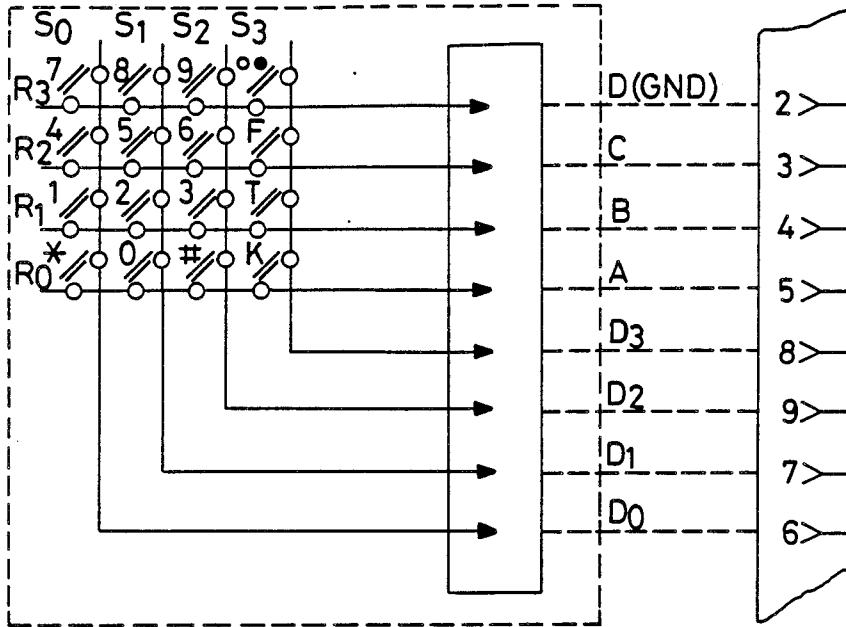 S0 S1 S2 S3
7 8 9 ○●
R3 D(GND) 2
4 5 6 F
R2 C 3
1 2 3 T
R1 B 4
* 0 # K
R0 A 5
D3 8
D2 9
D1 7
D0 6